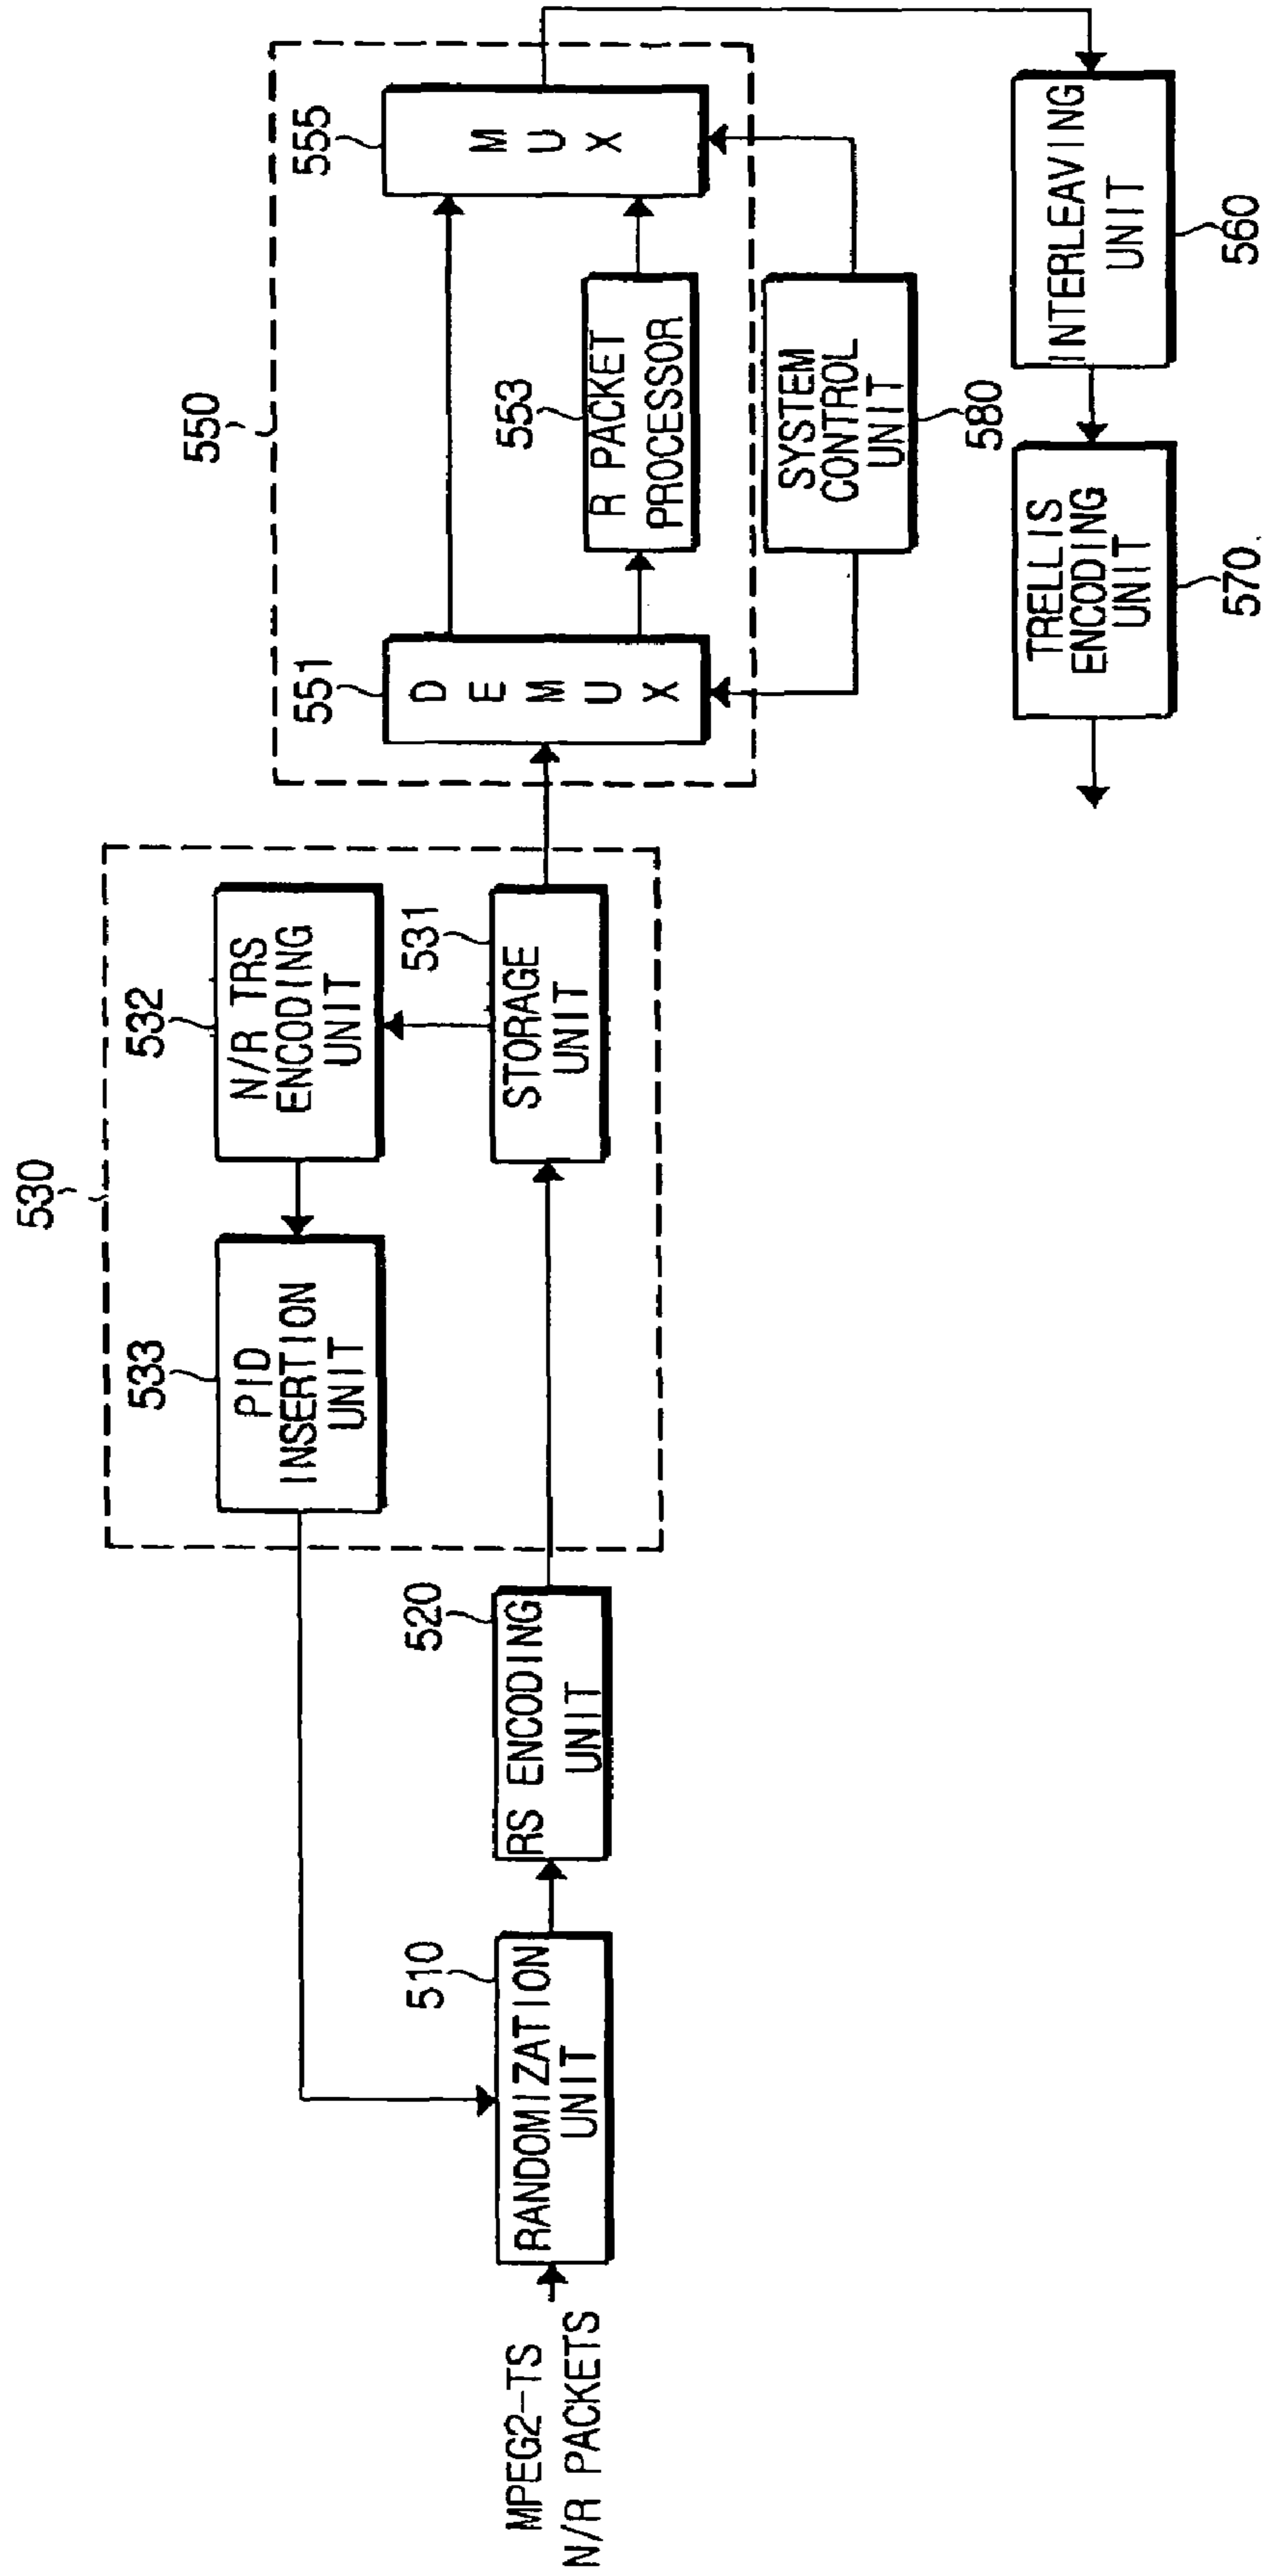 MPEG2-TS
N/R PACKETS
510
RANDOMIZATION
UNIT
520
RS ENCODING
UNIT
530
533
PID
INSERTION
UNIT
532
N/R TRS
ENCODING
UNIT
531
STORAGE
UNIT
550
551
DEMUX
553
R PACKET
PROCESSOR
555
MUX
SYSTEM
CONTROL
UNIT
580
TRELLIS
ENCODING
UNIT
570
INTERLEAVING
UNIT
560